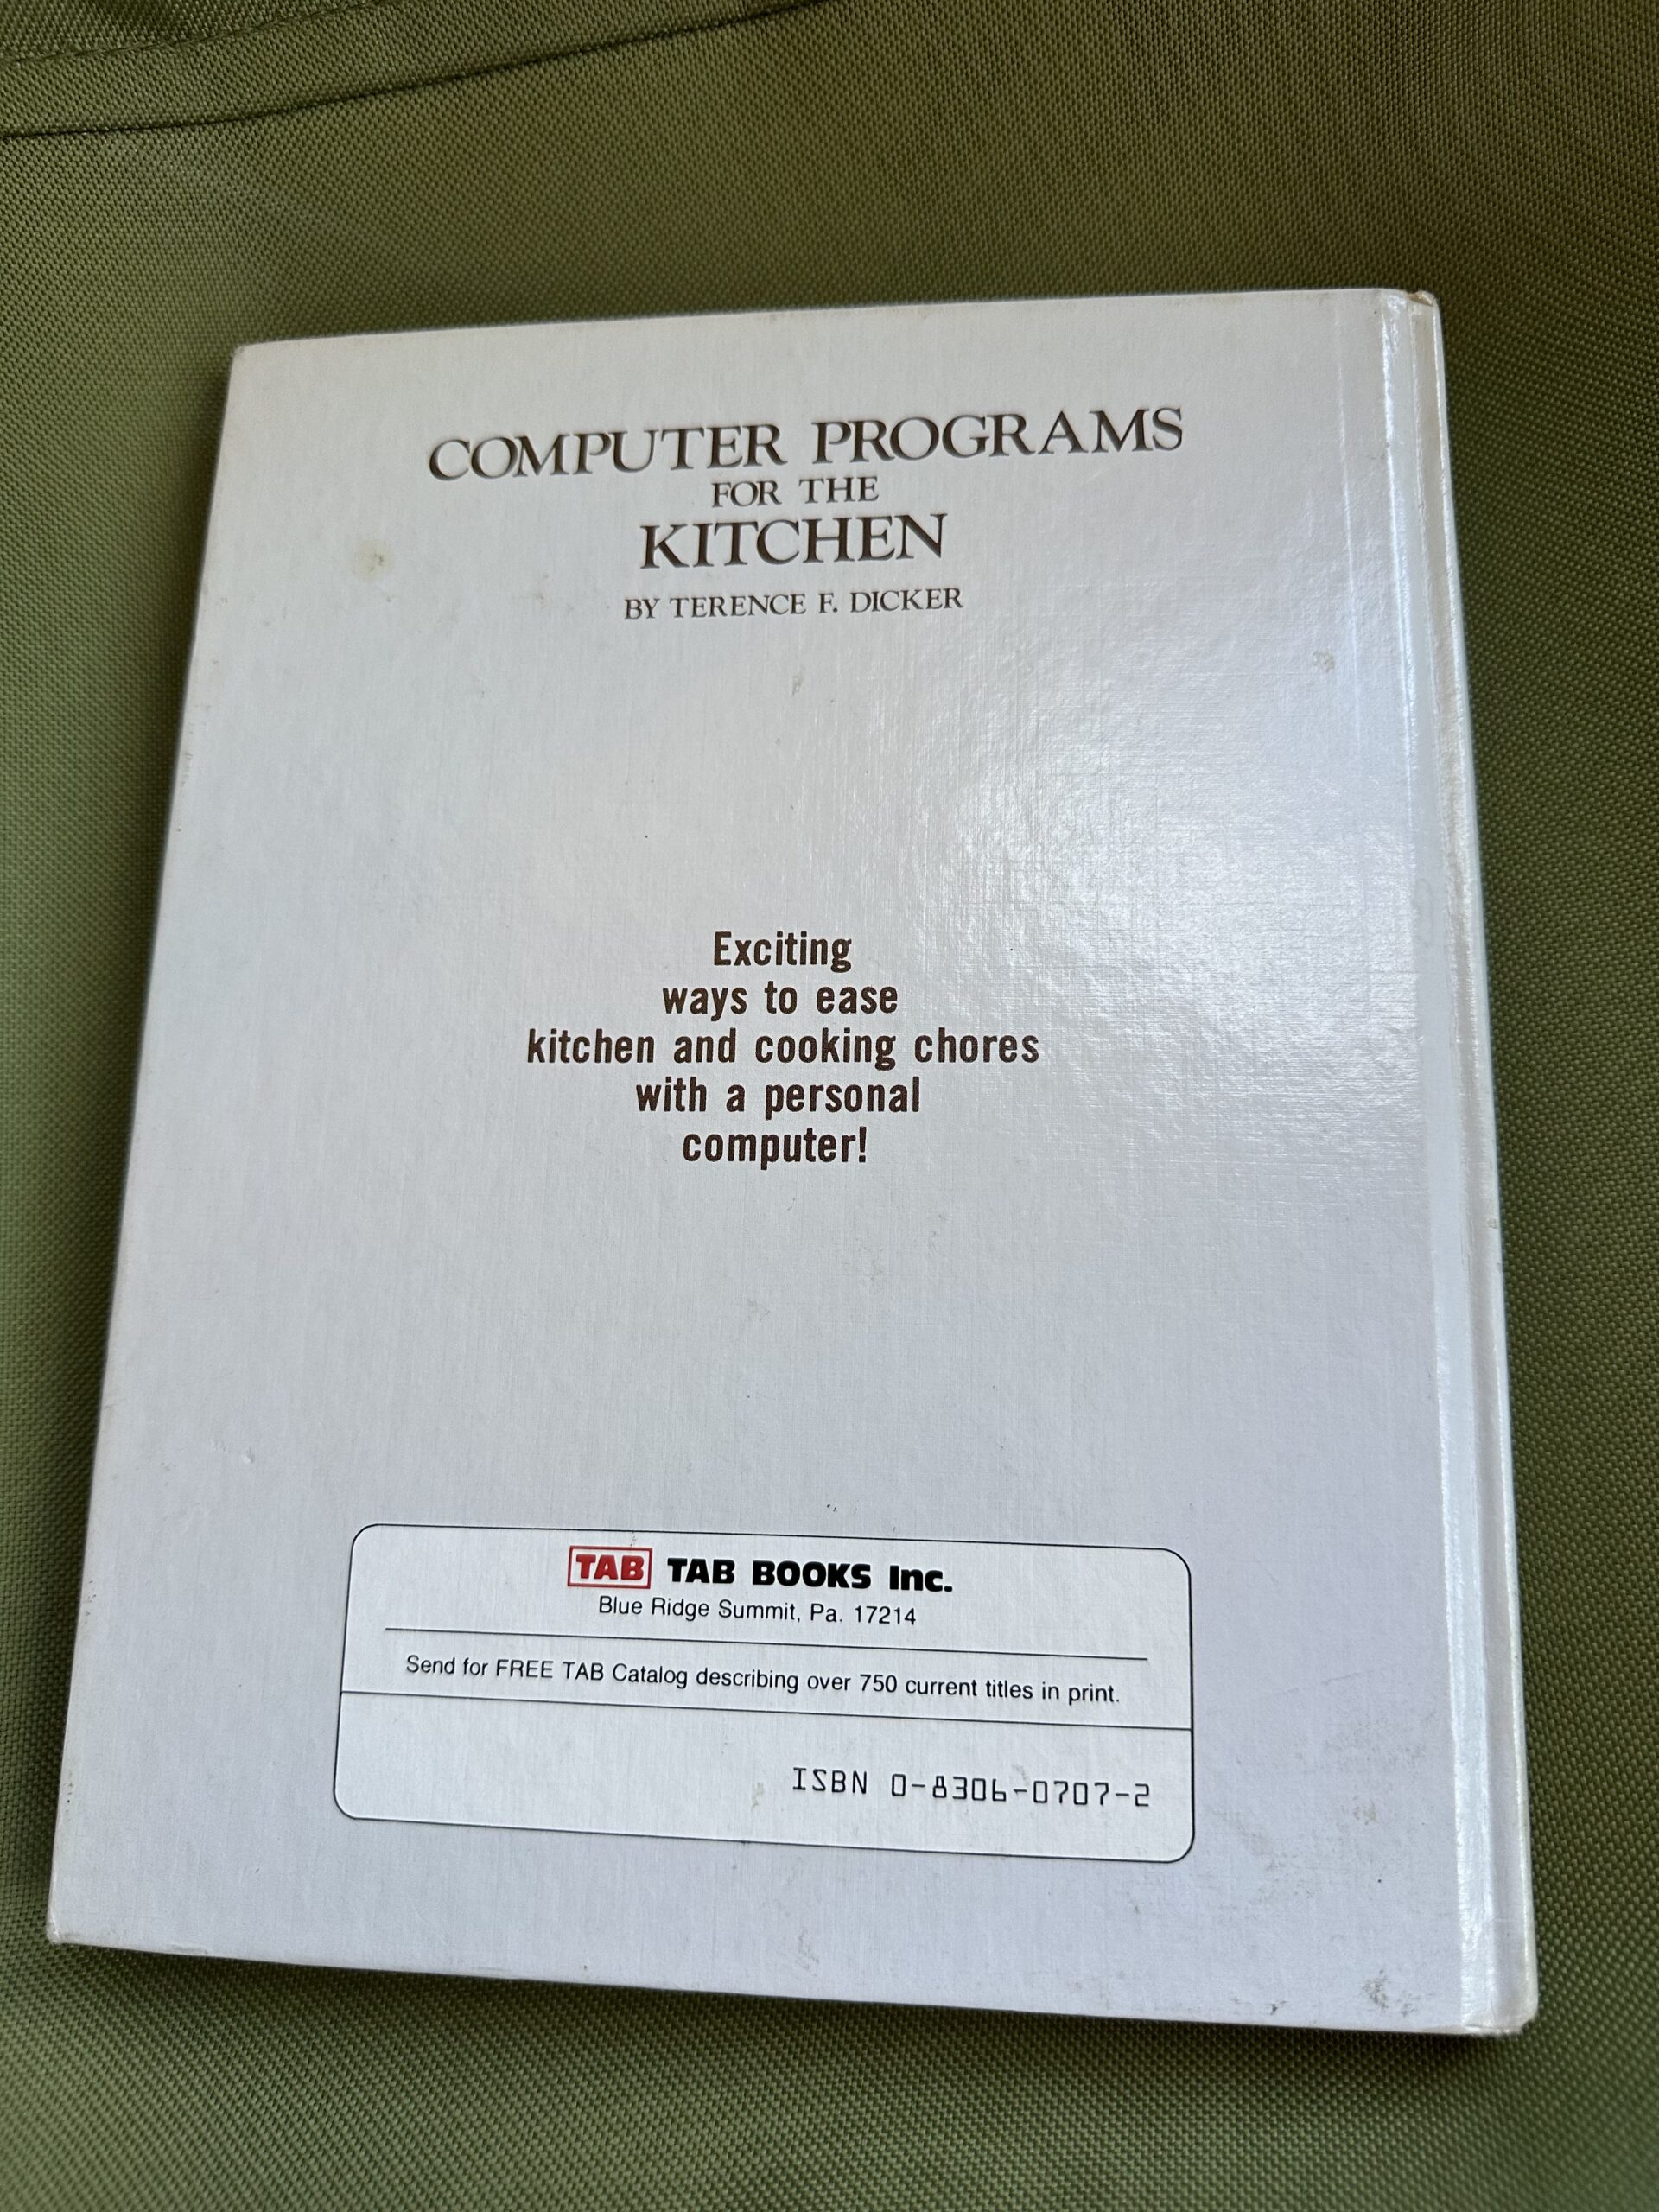 COMPUTER PROGRAMS
FOR THE
KITCHEN
BY TERENCE F. DICKER
Exciting
ways to ease
kitchen and cooking chores
with a personal
computer!
TAB TAB BOOKS Inc.
Blue Ridge Summit, Pa. 17214
Send for FREE TAB Catalog describing over 750 current titles in print.
ISBN 0-8306-0707-2